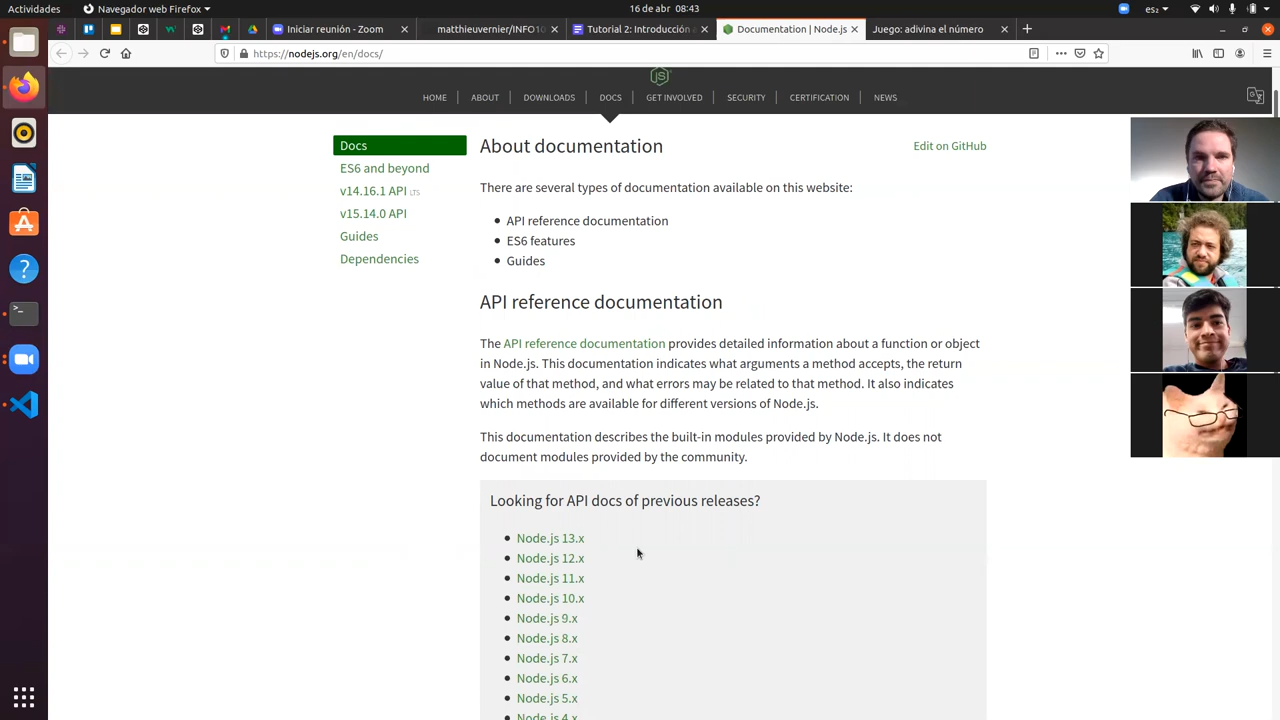 Actividades
Navegador web Firefox
16 de abr 08:43
es₂
Iniciar reunión - Zoom
matthieuvernier/INFO10
Tutorial 2: Introducción a
Documentation | Node.js
Juego: adivina el número
https://nodejs.org/en/docs/
JS
HOME
ABOUT
DOWNLOADS
DOCS
GET INVOLVED
SECURITY
CERTIFICATION
NEWS
Docs
ES6 and beyond
v14.16.1 API LTS
v15.14.0 API
Guides
Dependencies
About documentation
Edit on GitHub
There are several types of documentation available on this website:
API reference documentation
ES6 features
Guides
API reference documentation
The API reference documentation provides detailed information about a function or object
in Node.js. This documentation indicates what arguments a method accepts, the return
value of that method, and what errors may be related to that method. It also indicates
which methods are available for different versions of Node.js.
This documentation describes the built-in modules provided by Node.js. It does not
document modules provided by the community.
Looking for API docs of previous releases?
Node.js 13.x
Node.js 12.x
Node.js 11.x
Node.js 10.x
Node.js 9.x
Node.js 8.x
Node.js 7.x
Node.js 6.x
Node.js 5.x
Node.js 4.x